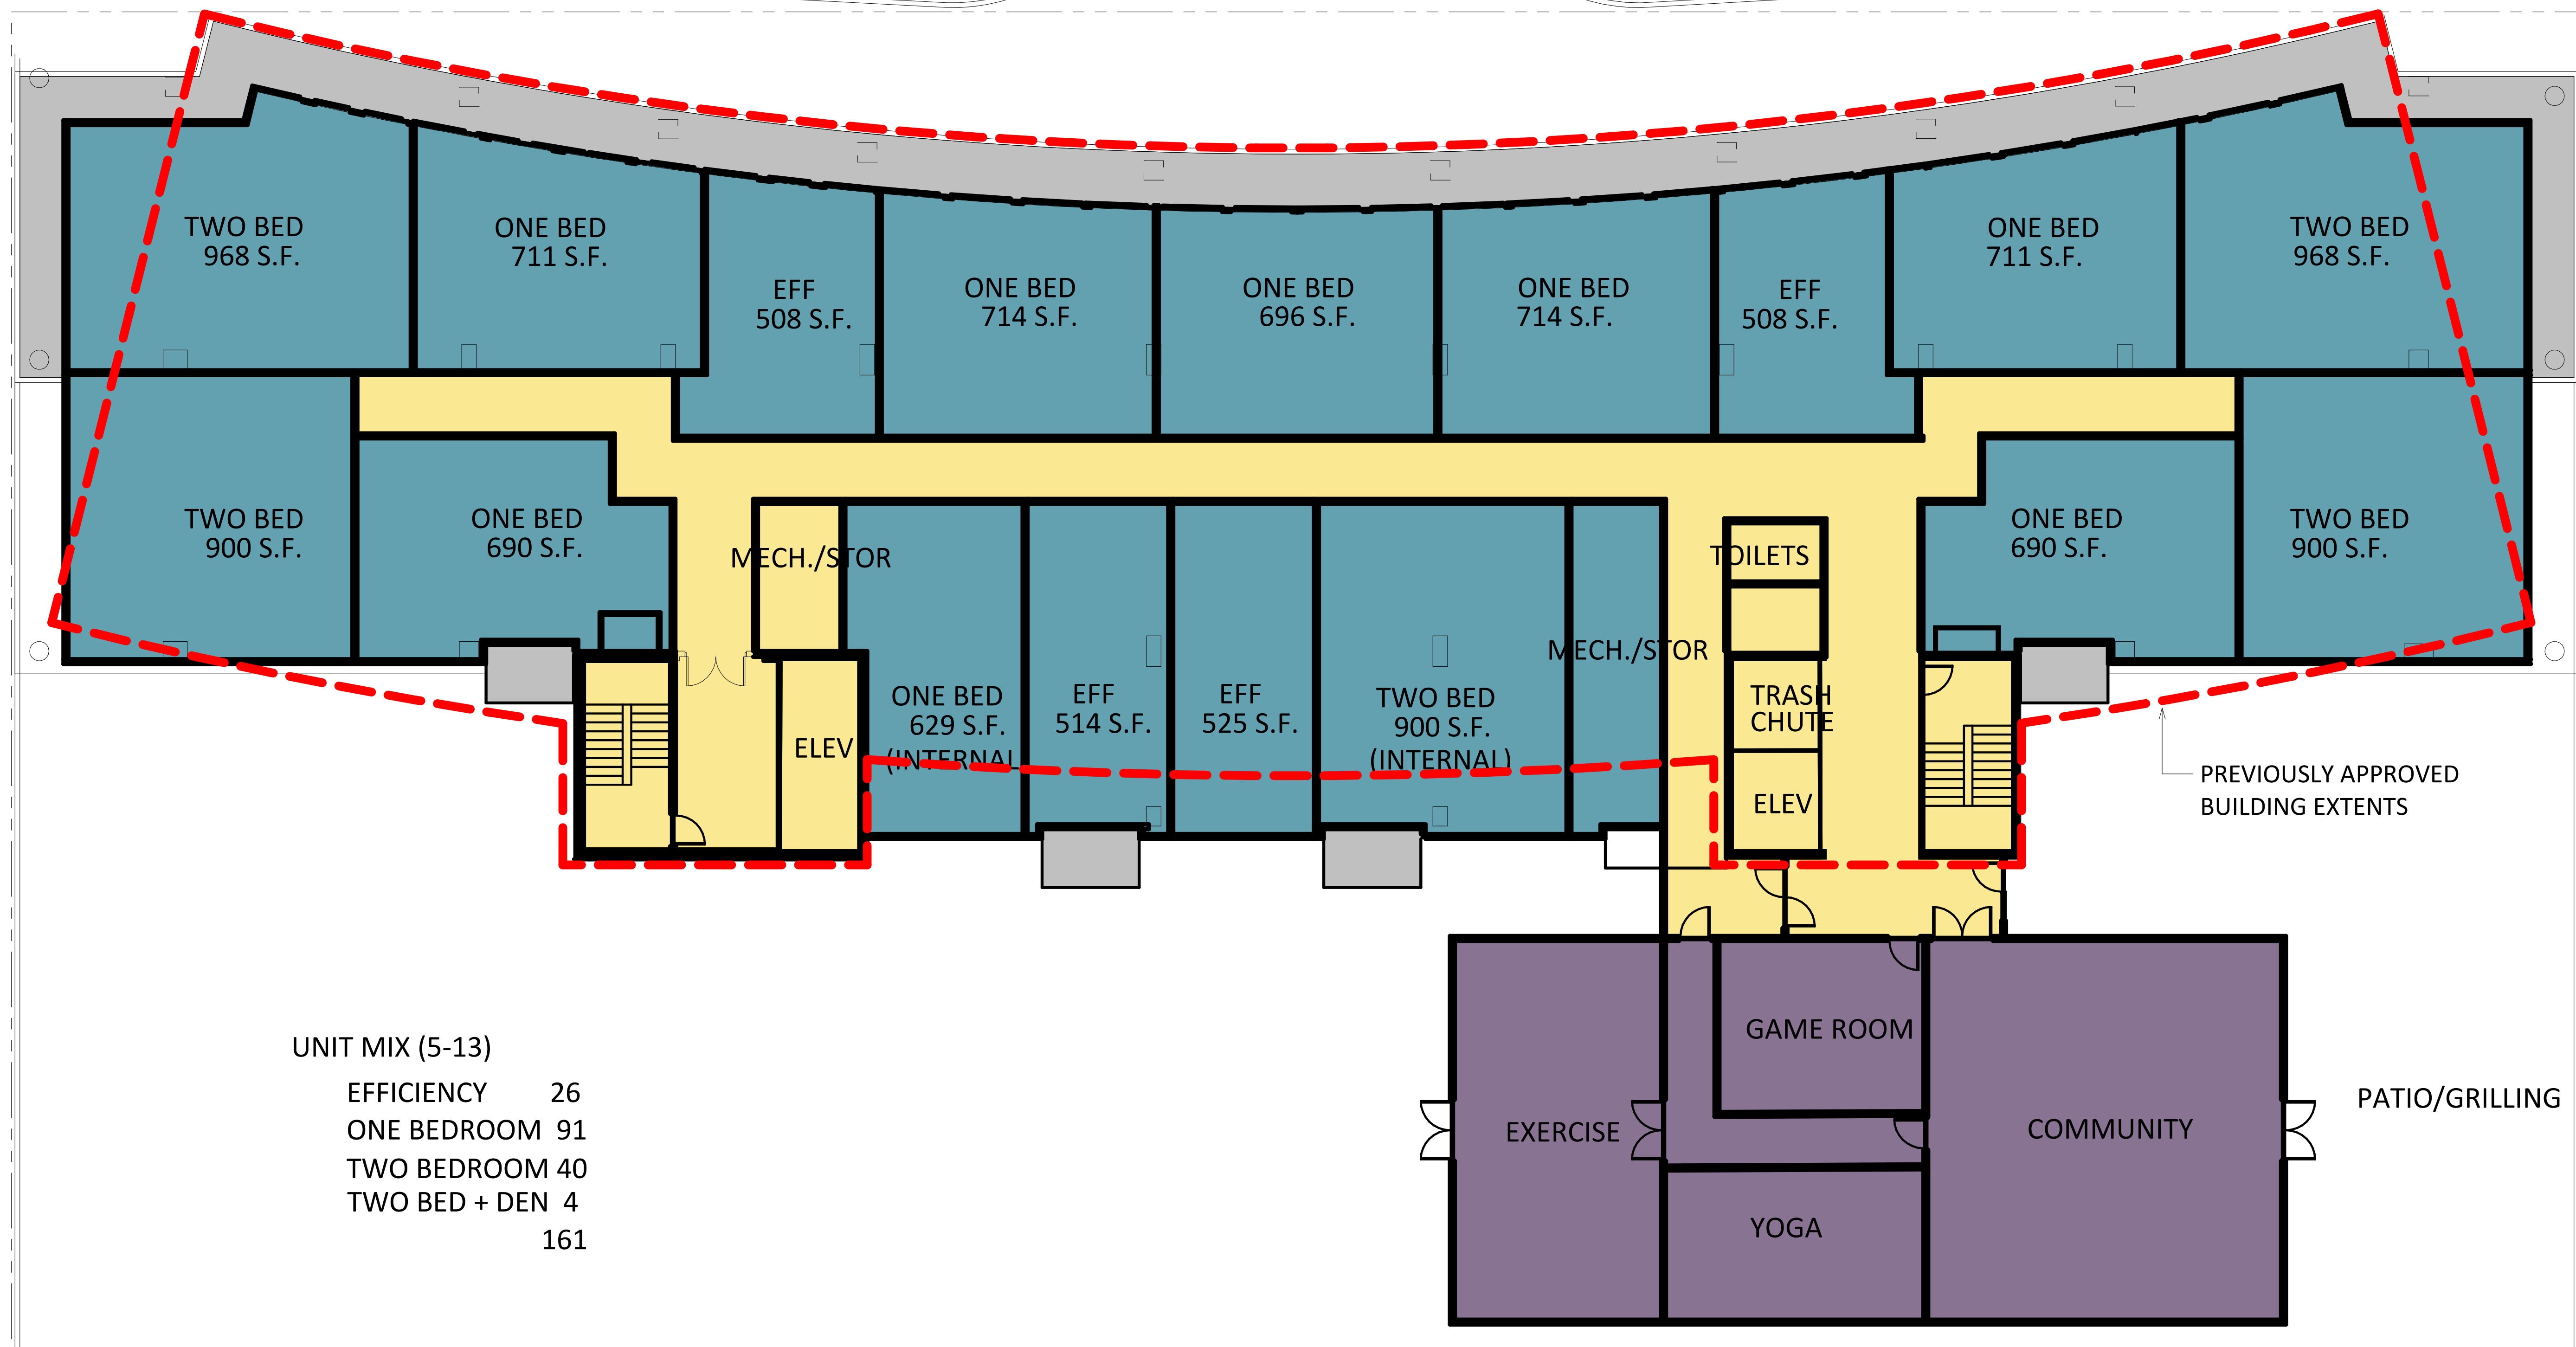 TWO BED
968 S.F.
ONE BED
711 S.F.
EFF
508 S.F.
ONE BED
714 S.F.
ONE BED
696 S.F.
ONE BED
714 S.F.
EFF
508 S.F.
ONE BED
711 S.F.
TWO BED
968 S.F.
TWO BED
900 S.F.
ONE BED
690 S.F.
MECH./STOR
ELEV
ONE BED
629 S.F.
(INTERNAL
EFF
514 S.F.
EFF
525 S.F.
TWO BED
900 S.F.
(INTERNAL)
MECH./STOR
TOILETS
TRASH
CHUTE
ELEV
ONE BED
690 S.F.
TWO BED
900 S.F.
PREVIOUSLY APPROVED
BUILDING EXTENTS
UNIT MIX (5-13)
EFFICIENCY 26
ONE BEDROOM 91
TWO BEDROOM 40
TWO BED + DEN 4
161
EXERCISE
GAME ROOM
YOGA
COMMUNITY
PATIO/GRILLING